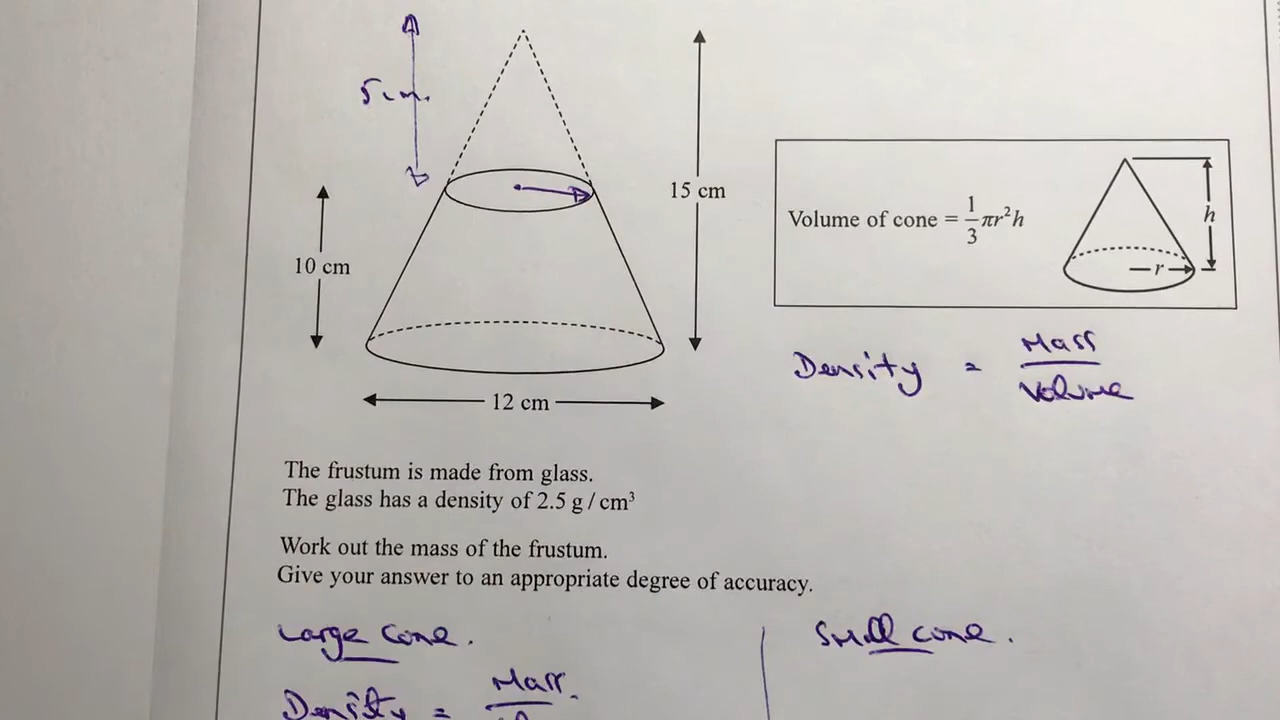 5cm.
15 cm
10 cm
12 cm
Volume of cone = 1/3 πr²h
h
r
Density = Mass / Volume
The frustum is made from glass.
The glass has a density of 2.5 g / cm³
Work out the mass of the frustum.
Give your answer to an appropriate degree of accuracy.
Large cone.
Small cone.
Density = Mass.